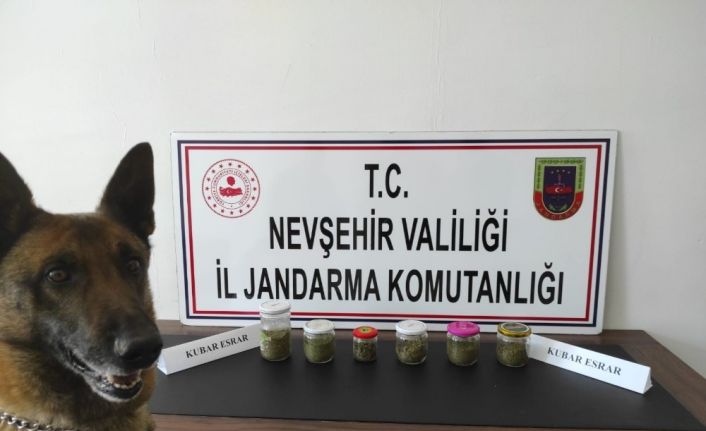 T.C.
NEVŞEHİR VALİLİĞİ
İL JANDARMA KOMUTANLIĞI
KUBAR ESRAR
KUBAR ESRAR